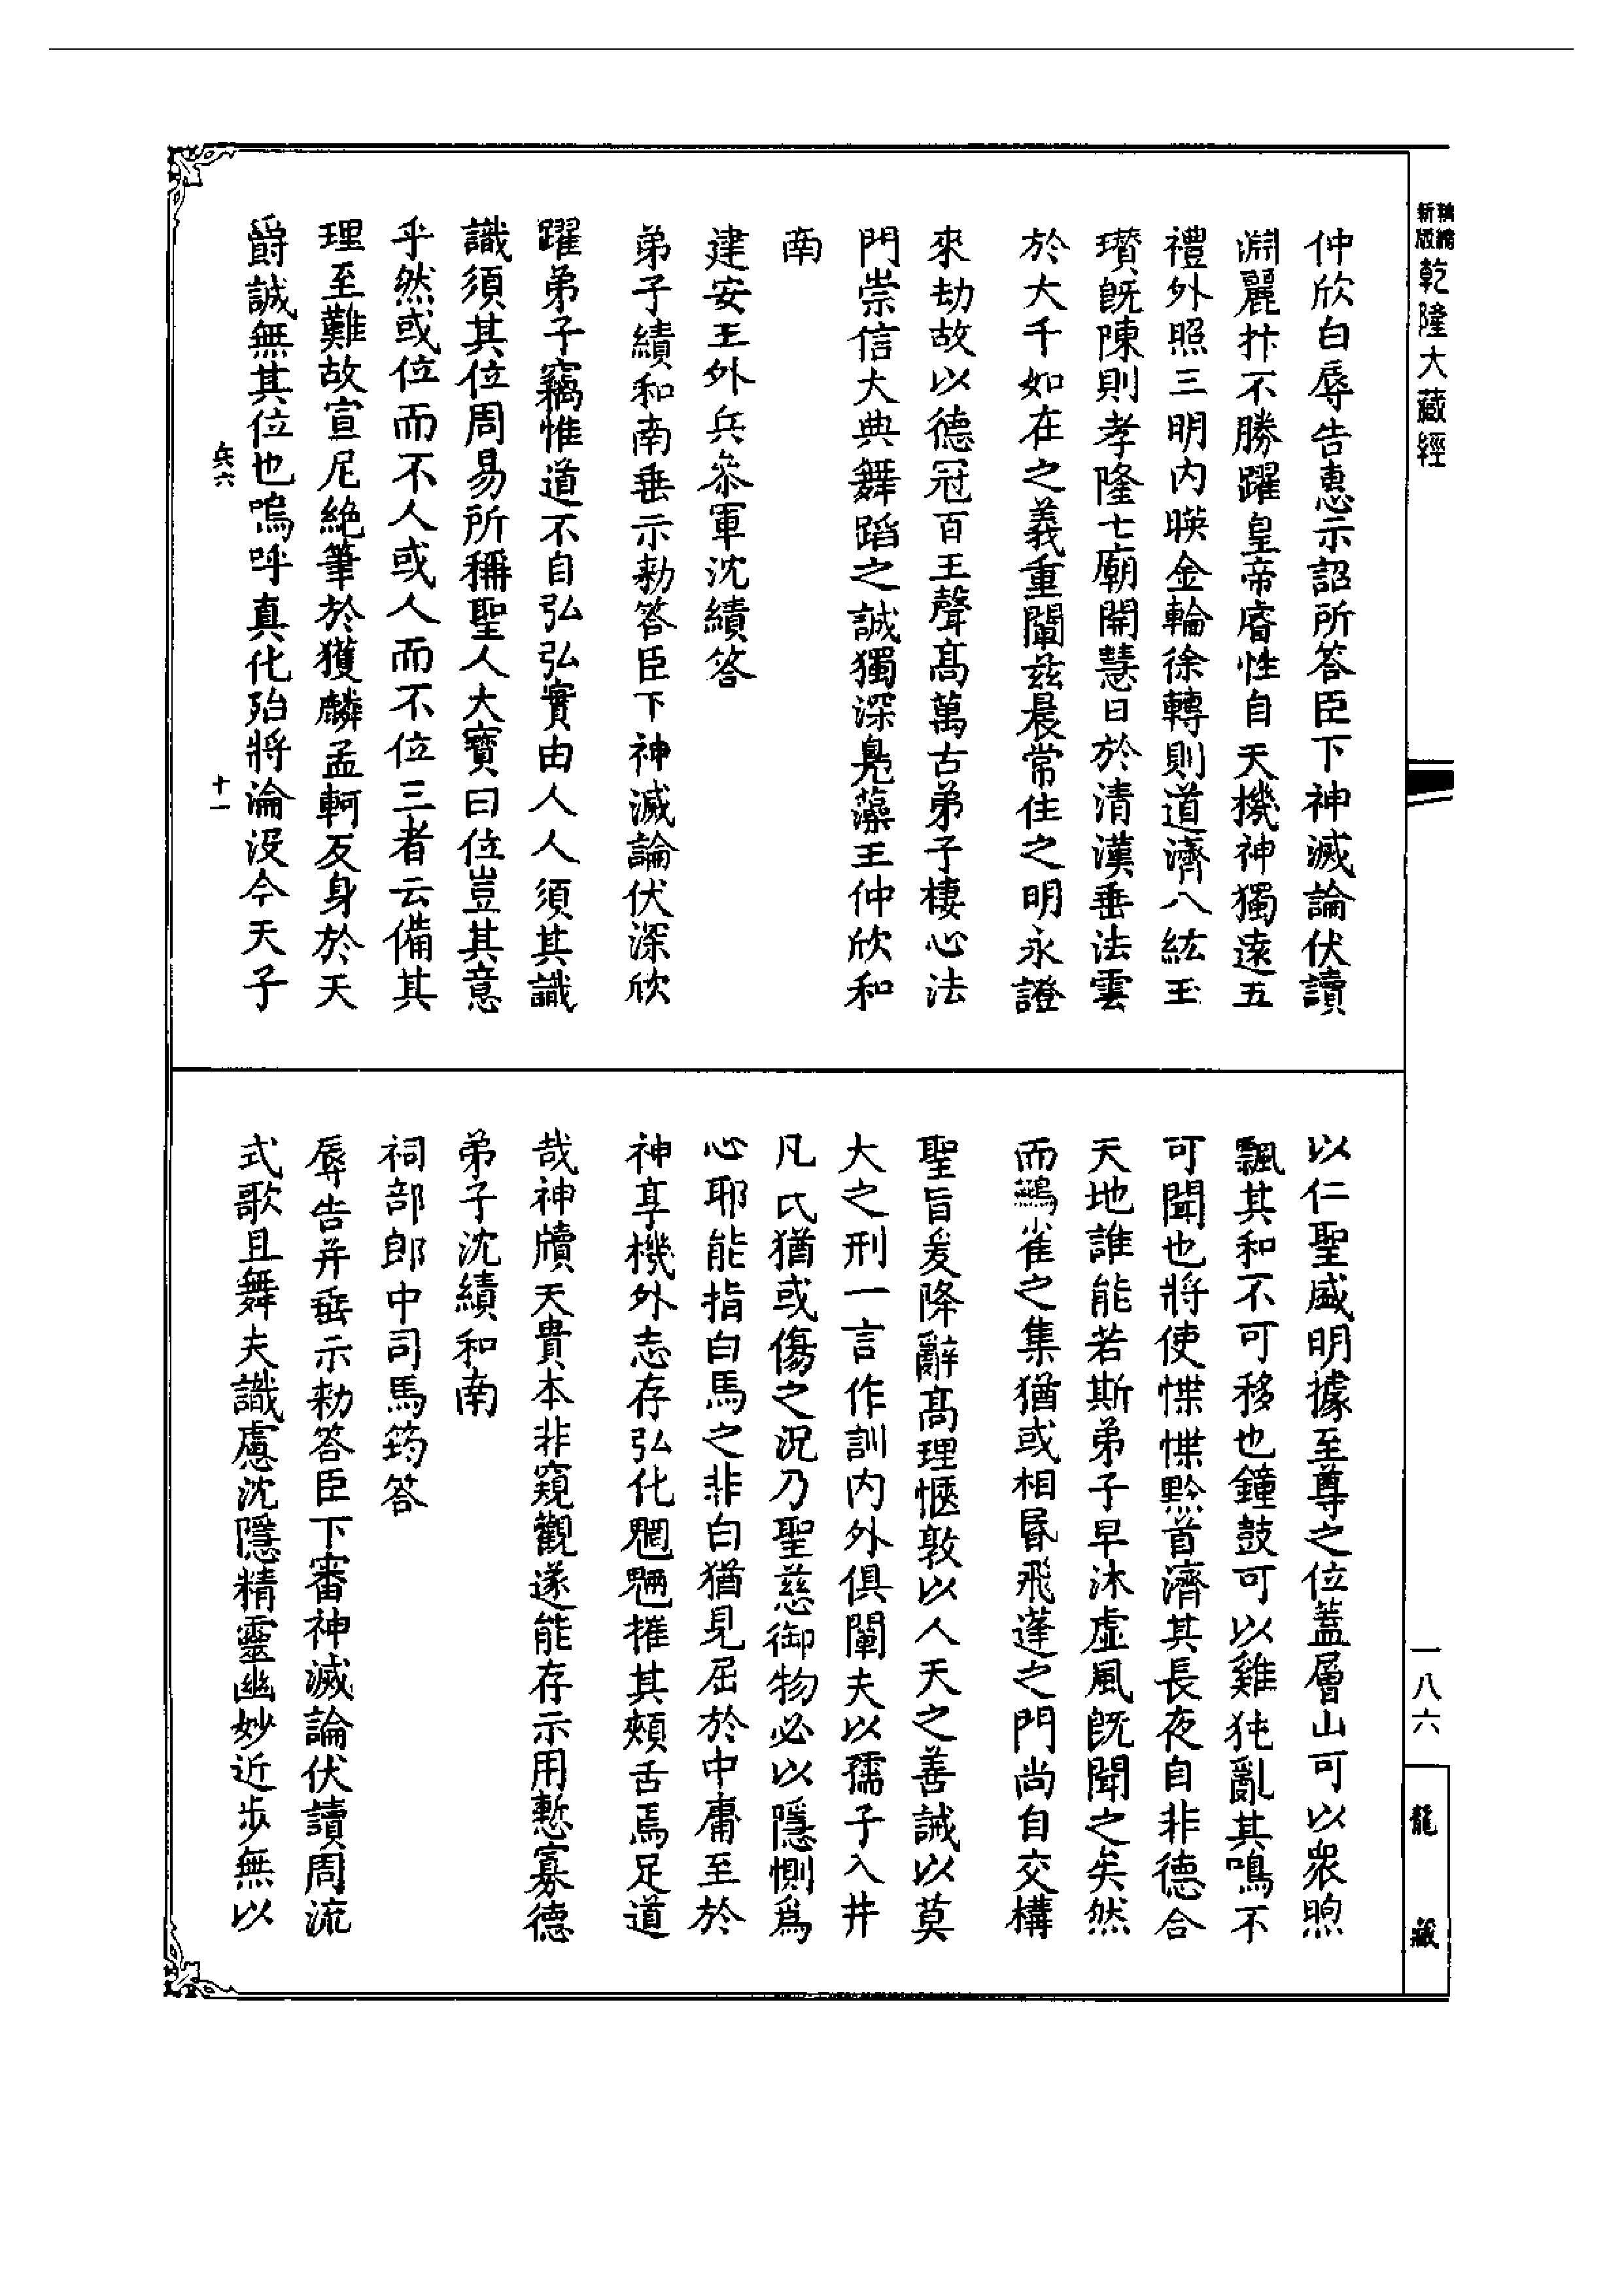 新編縮版乾隆大藏經
仲欣白辱告惠示詔所答臣下神滅論伏讀
淵麗抃不勝躍皇帝睿性自天機神獨遠五
禮外照三明內暎金輪徐轉則道濟八紘玉
瓚旣陳則孝隆七廟開慧日於清漢垂法雲
於大千如在之義重闡茲晨常住之明永證
來劫故以德冠百王聲高萬古弟子棲心法
門崇信大典舞蹈之誠獨深鳧藻王仲欣和
南
建安王外兵叅軍沈績答
弟子績和南垂示勑答臣下神滅論伏深欣
躍弟子竊惟道不自弘弘實由人人須其識
識須其位周易所稱聖人大寶曰位豈其意
乎然或位而不人或人而不位三者云備其
理至難故宣尼絕筆於獲麟孟軻反身於天
爵誠無其位也嗚呼真化殆將淪沒今天子
兵六
十一
以仁聖威明據至尊之位蓋層山可以衆煦
飄其和不可移也鐘鼓可以雞㹠亂其鳴不
可聞也將使惵惵黔首濟其長夜自非德合
天地誰能若斯弟子早沐虛風旣聞之矣然
而鷃雀之集猶或相昬飛蓬之門尚自交構
聖旨爰降辭高理愜敦以人天之善誡以莫
大之刑一言作訓內外俱闡夫以孺子入井
凡氓猶或傷之況乃聖慈御物必以隱惻爲
心耶能指白馬之非白猶見屈於中庸至於
神享機外志存弘化魍魎摧其頰舌焉足道
哉神牘天貴本非窺觀遂能存示用慙寡德
弟子沈績和南
祠部郎中司馬筠答
辱告并垂示勑答臣下審神滅論伏讀周流
式歌且舞夫識慮沈隱精靈幽妙近步無以
一八六
龍藏